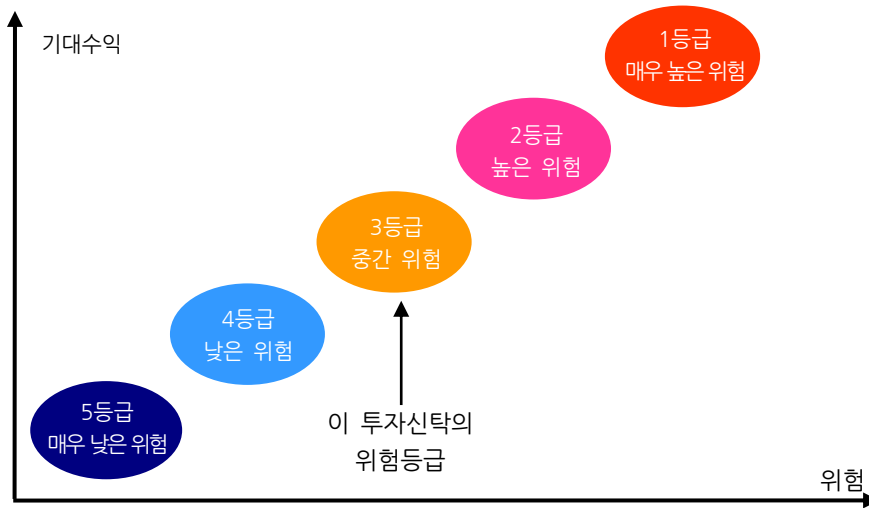 기대수익
1등급
매우 높은 위험
2등급
높은 위험
3등급
중간 위험
4등급
낮은 위험
5등급
매우 낮은 위험
이 투자신탁의
위험등급
위험